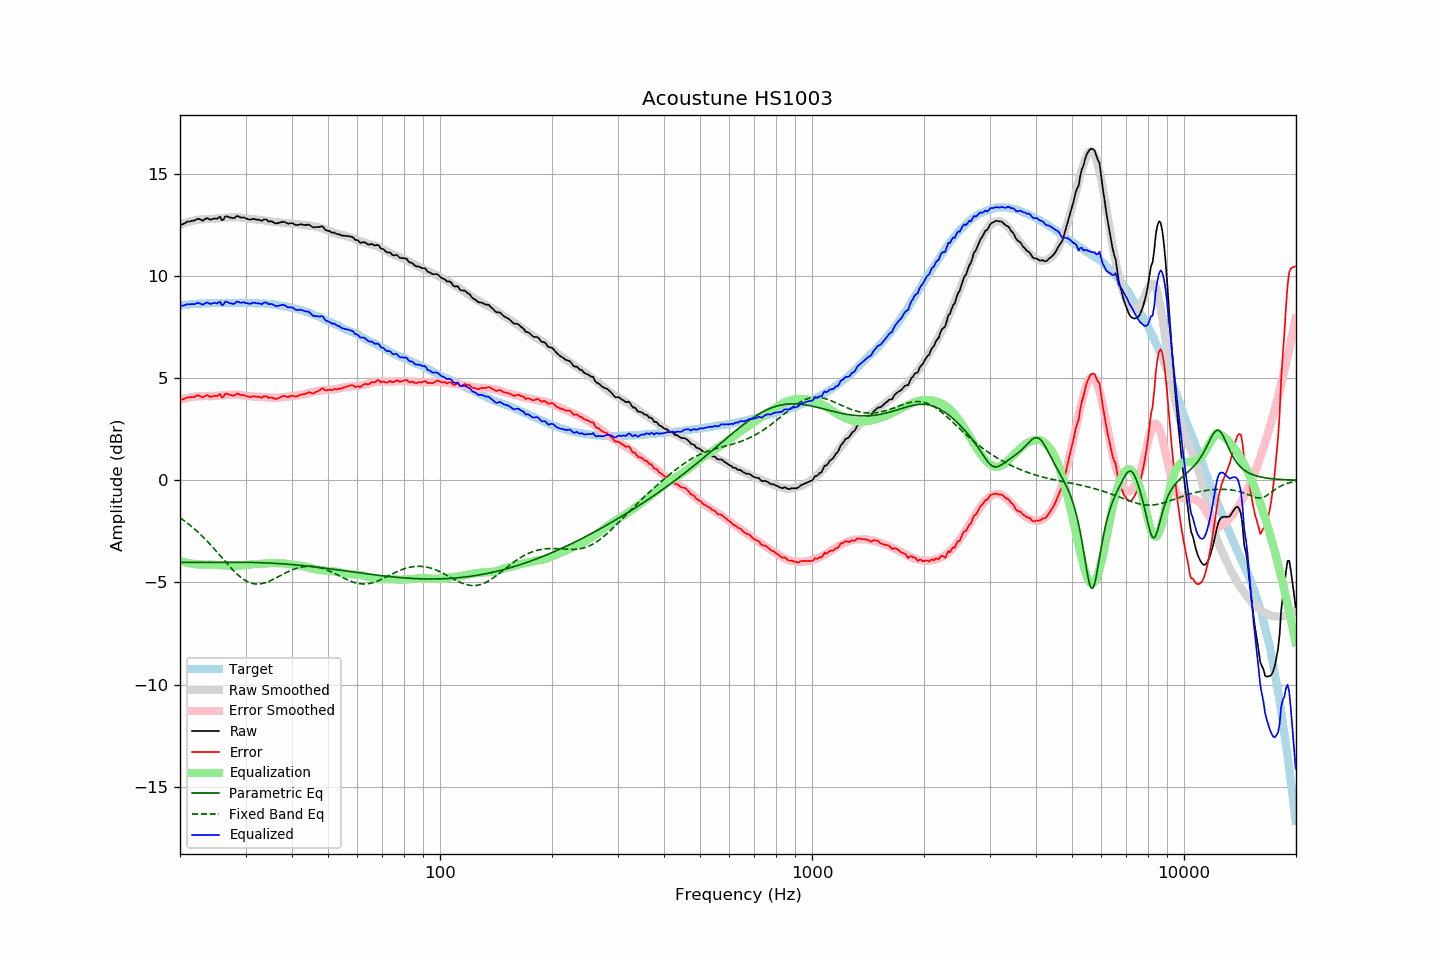 Acoustune HS1003
Amplitude (dBr)
15
10
5
0
−5
−10
−15
Target
Raw Smoothed
Error Smoothed
Raw
Error
Equalization
Parametric Eq
Fixed Band Eq
Equalized
100
1000
10000
Frequency (Hz)